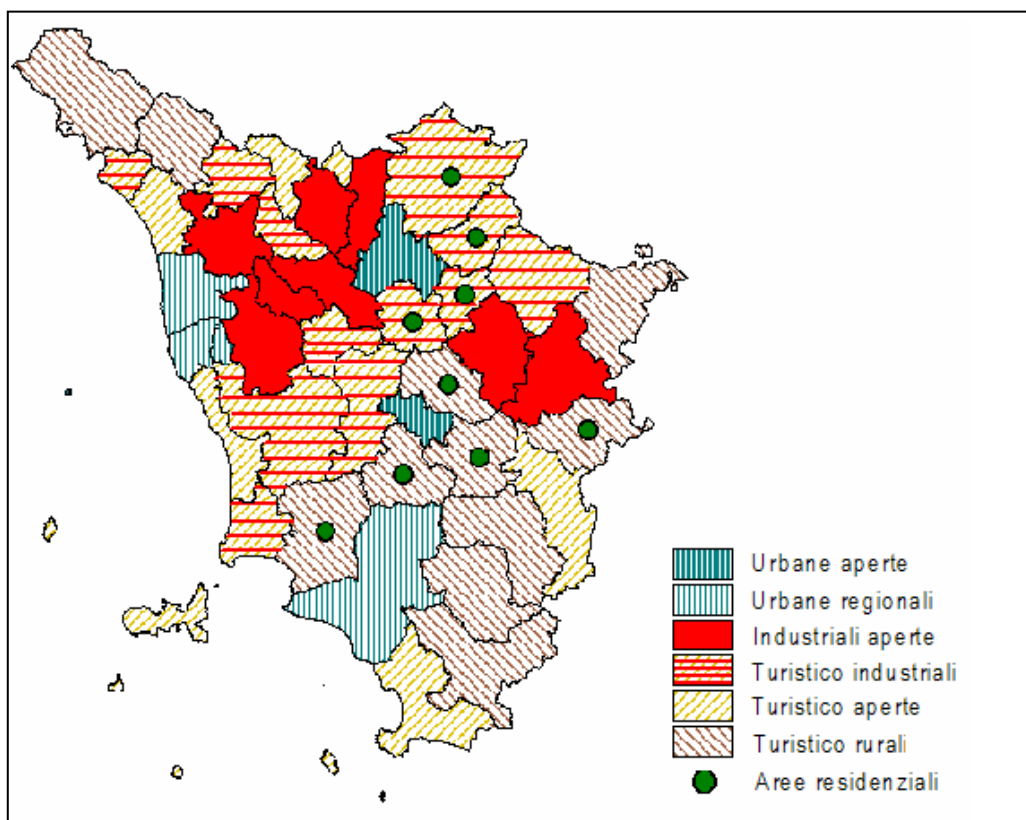 Urbane aperte
Urbane regionali
Industriali aperte
Turistico industriali
Turistico aperte
Turistico rurali
Aree residenziali